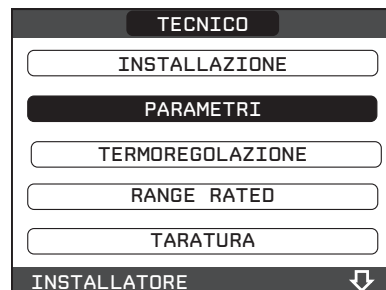 TECNICO
INSTALLAZIONE
PARAMETRI
TERMOREGOLAZIONE
RANGE RATED
TARATURA
INSTALLATORE